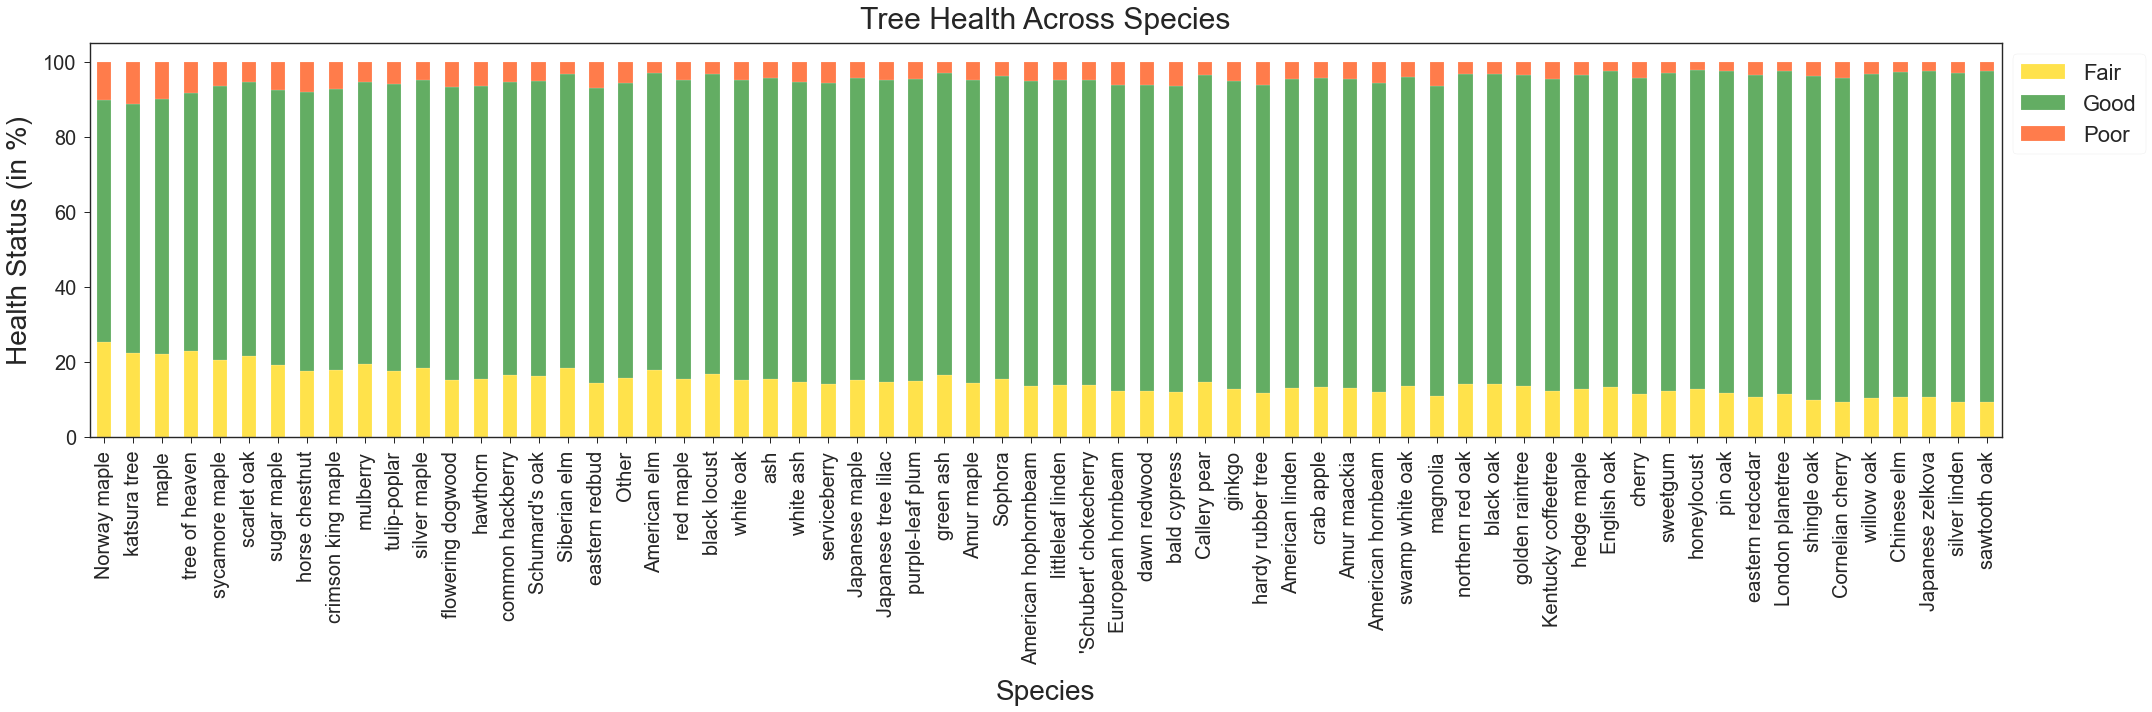 Tree Health Across Species
Health Status (in %)
100
80
60
40
20
0
Fair
Good
Poor
Norway maple
katsura tree
maple
tree of heaven
sycamore maple
scarlet oak
sugar maple
horse chestnut
crimson king maple
mulberry
tulip-poplar
silver maple
flowering dogwood
hawthorn
common hackberry
Schumard's oak
Siberian elm
eastern redbud
Other
American elm
red maple
black locust
white oak
ash
white ash
serviceberry
Japanese maple
Japanese tree lilac
purple-leaf plum
green ash
Amur maple
Sophora
American hophornbeam
littleleaf linden
'Schubert' chokecherry
European hornbeam
dawn redwood
bald cypress
Callery pear
ginkgo
hardy rubber tree
American linden
crab apple
Amur maackia
American hornbeam
swamp white oak
magnolia
northern red oak
black oak
golden raintree
Kentucky coffeetree
hedge maple
English oak
cherry
sweetgum
honeylocust
pin oak
eastern redcedar
London planetree
shingle oak
Cornelian cherry
willow oak
Chinese elm
Japanese zelkova
silver linden
sawtooth oak
Species